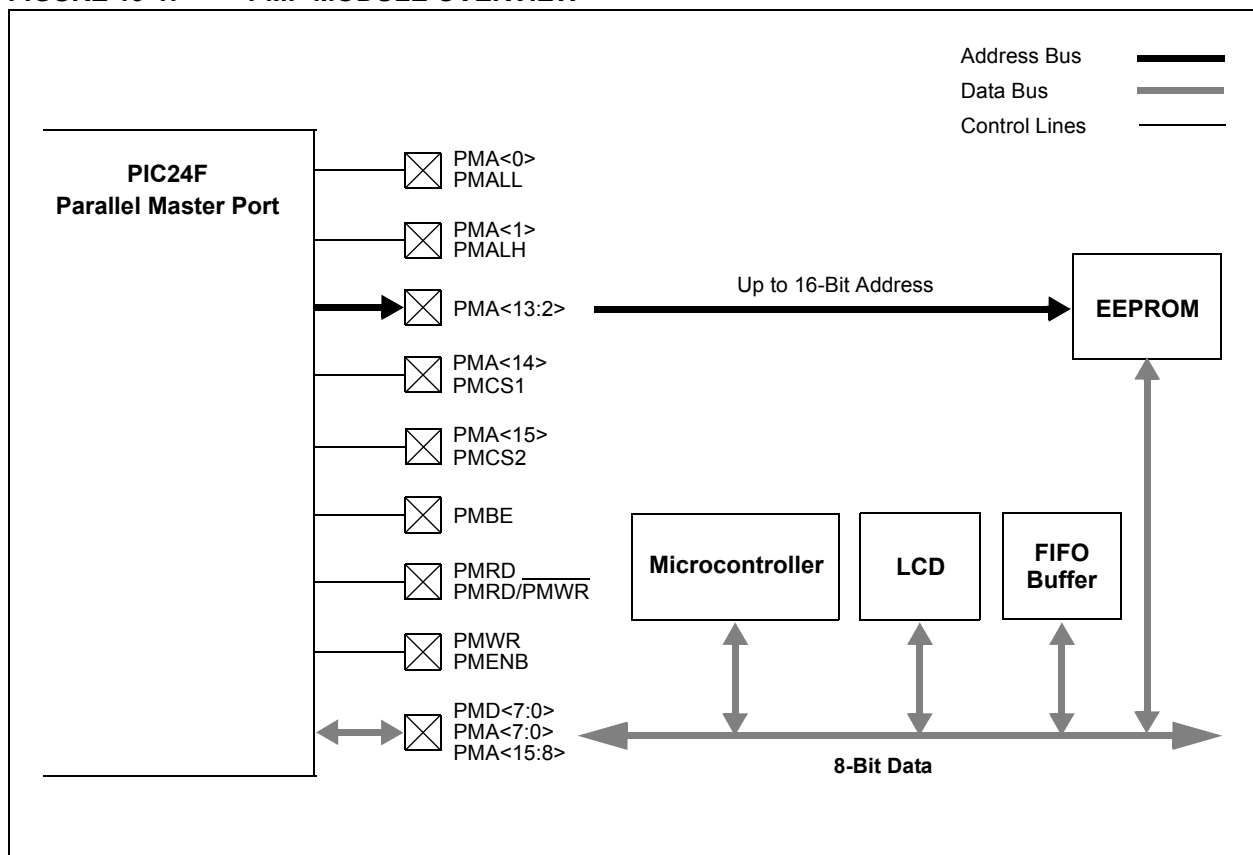 Address Bus
Data Bus
Control Lines
PIC24F
Parallel Master Port
PMA<0>
PMALL
PMA<1>
PMALH
PMA<13:2>
Up to 16-Bit Address
EEPROM
PMA<14>
PMCS1
PMA<15>
PMCS2
PMBE
PMRD
PMRD/PMWR
PMWR
PMENB
Microcontroller
LCD
FIFO
Buffer
PMD<7:0>
PMA<7:0>
PMA<15:8>
8-Bit Data